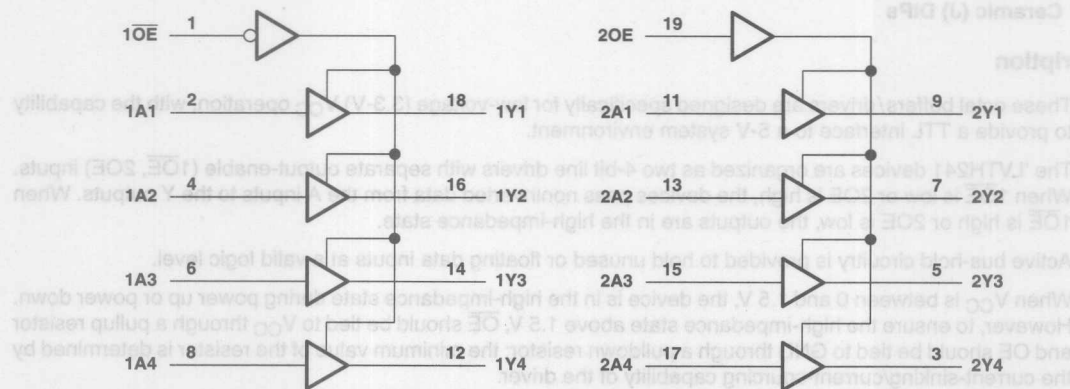 Ceramic (J) DIPs
1OE 1
2OE 19
ription
These octal buffers/drivers are designed specifically for low-voltage (3.3-V) VCC operation, with the capability
1A1 2 18 1Y1
2A1 11 9 2Y1
to provide a TTL interface to a 5-V system environment.
The 'LVTH241 devices are organized as two 4-bit line drivers with separate output-enable (1OE, 2OE) inputs.
When 1OE is low or 2OE is high, the devices pass noninverted data from the A inputs to the Y outputs. When
1A2 4 16 1Y2
2A2 13 7 2Y2
1OE is high or 2OE is low, the outputs are in the high-impedance state.
Active bus-hold circuitry is provided to hold unused or floating data inputs at a valid logic level.
1A3 6 14 1Y3
2A3 15 5 2Y3
When VCC is between 0 and 1.5 V, the device is in the high-impedance state during power up or power down.
However, to ensure the high-impedance state above 1.5 V, OE should be tied to VCC through a pullup resistor
and OE should be tied to GND through a pulldown resistor; the minimum value of the resistor is determined by
1A4 8 12 1Y4
2A4 17 3 2Y4
the current-sinking/current-sourcing capability of the driver.